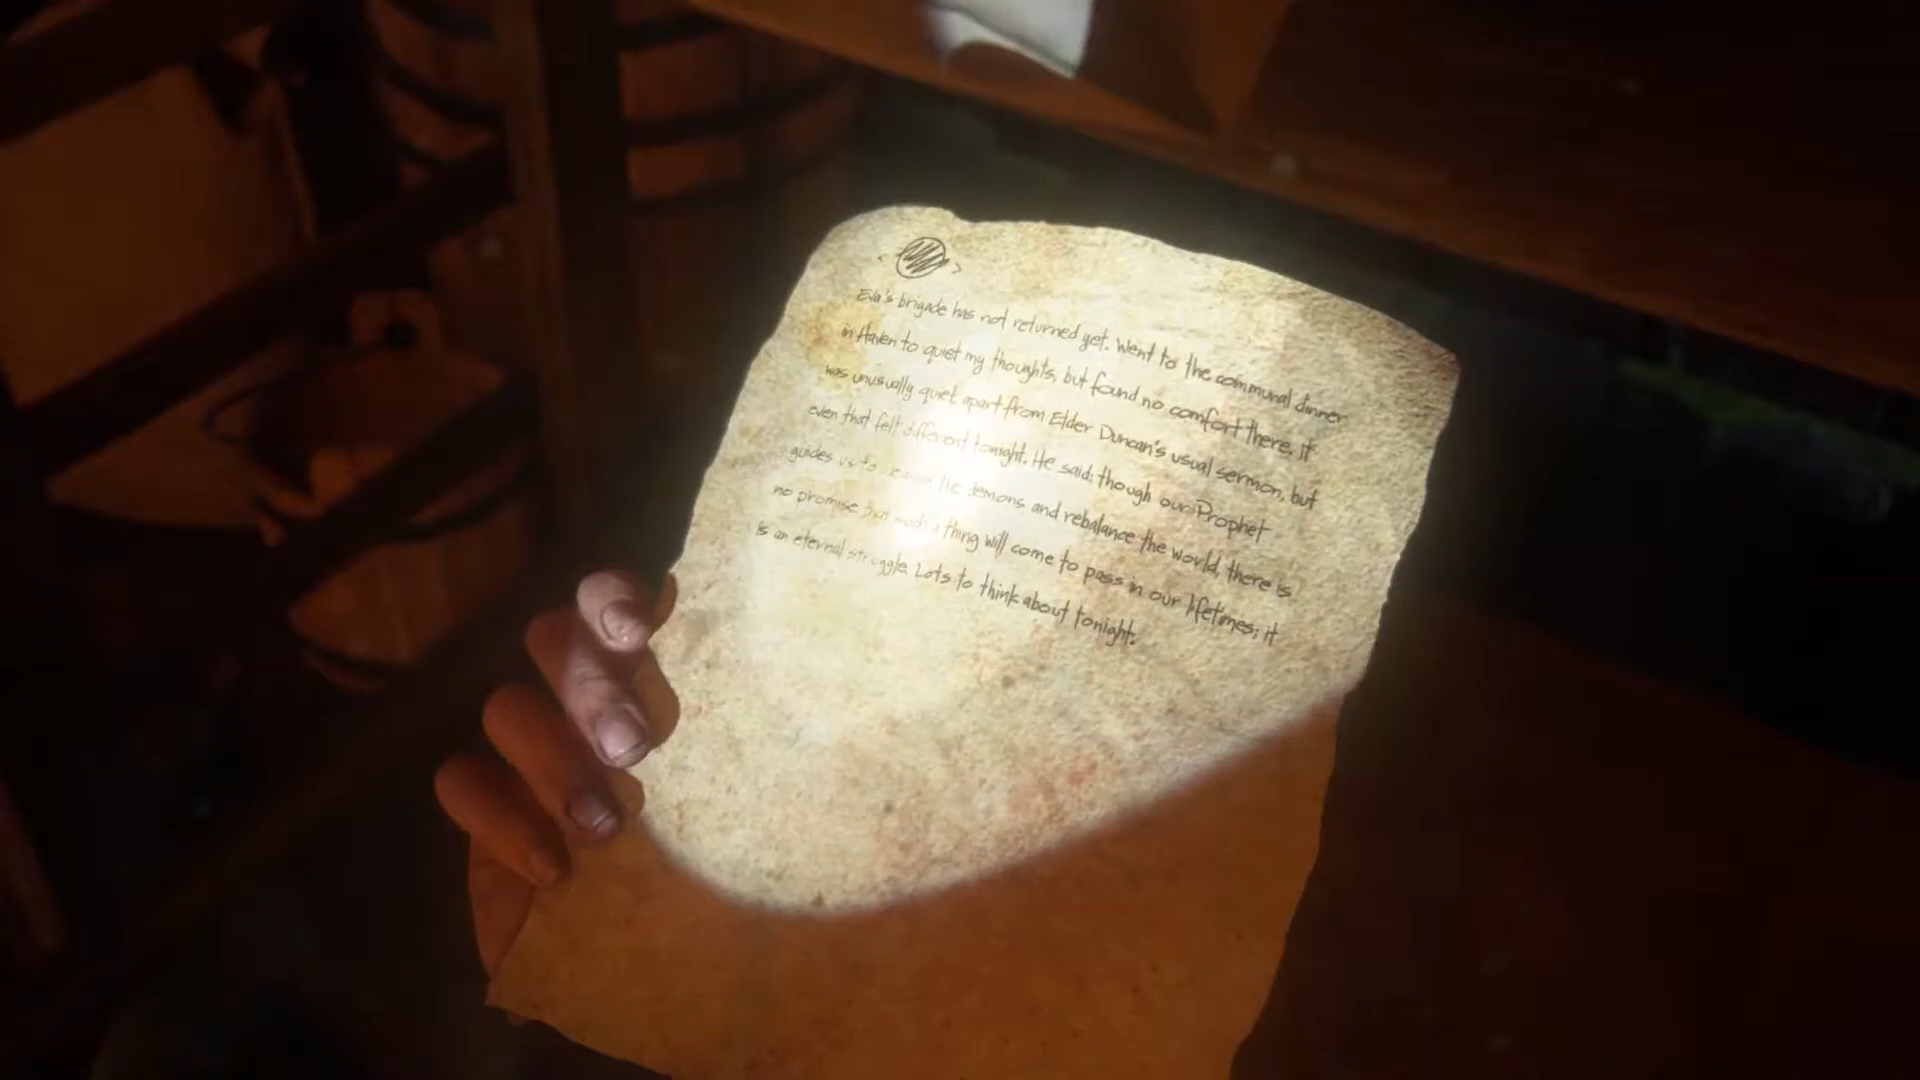 Eva's brigade has not returned yet. Went to the communal dinner
in Haven to quiet my thoughts, but found no comfort there, it
was unusually quiet apart from Elder Duncan's usual sermon, but
even that felt different tonight. He said: though our Prophet
guides us to the demons and rebalance the world, there is
no promise that such a thing will come to pass in our lifetimes; it
is an eternal struggle. Lots to think about tonight.